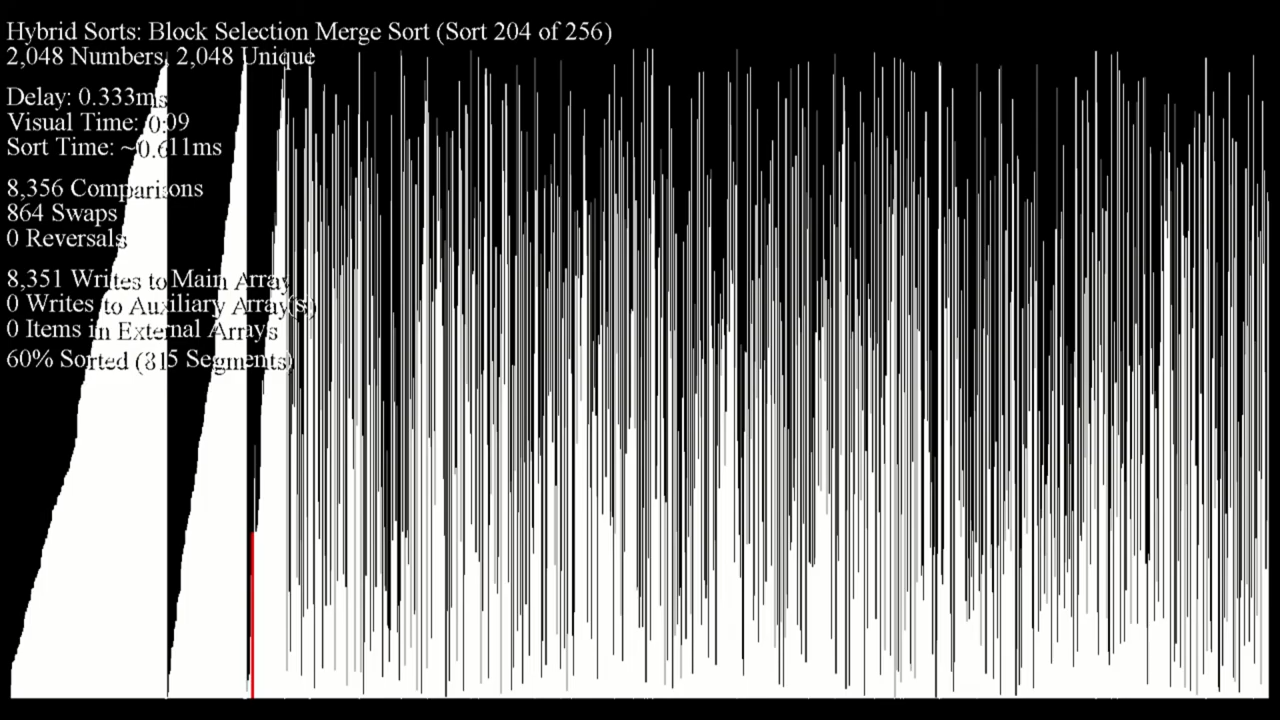 Hybrid Sorts: Block Selection Merge Sort (Sort 204 of 256)
2,048 Numbers, 2,048 Unique
Delay: 0.333ms
Visual Time: 0:09
Sort Time: ~0.611ms
8,356 Comparisons
864 Swaps
0 Reversals
8,351 Writes to Main Array
0 Writes to Auxiliary Array(s)
0 Items in External Arrays
60% Sorted (815 Segments)